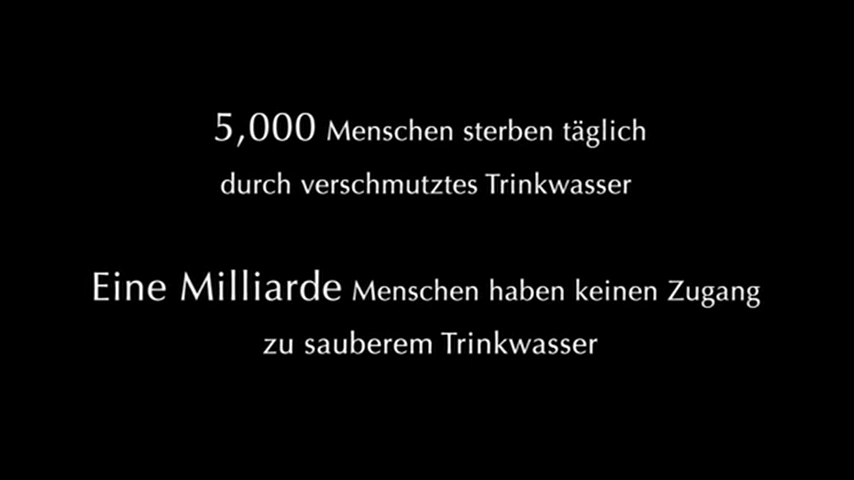 5,000 Menschen sterben täglich
durch verschmutztes Trinkwasser
Eine Milliarde Menschen haben keinen Zugang
zu sauberem Trinkwasser